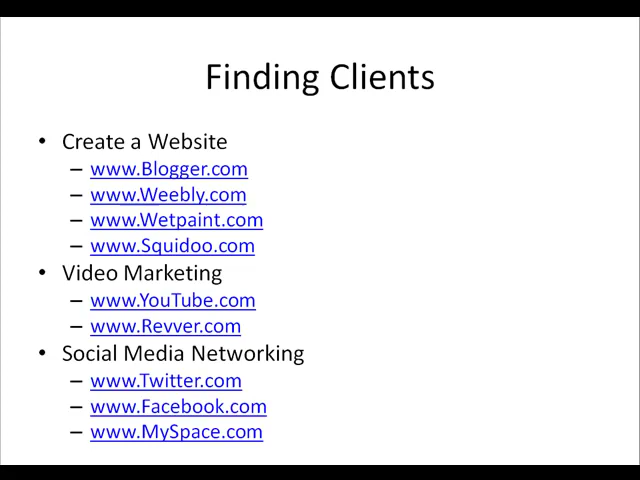 Finding Clients
• Create a Website
– www.Blogger.com
– www.Weebly.com
– www.Wetpaint.com
– www.Squidoo.com
• Video Marketing
– www.YouTube.com
– www.Revver.com
• Social Media Networking
– www.Twitter.com
– www.Facebook.com
– www.MySpace.com